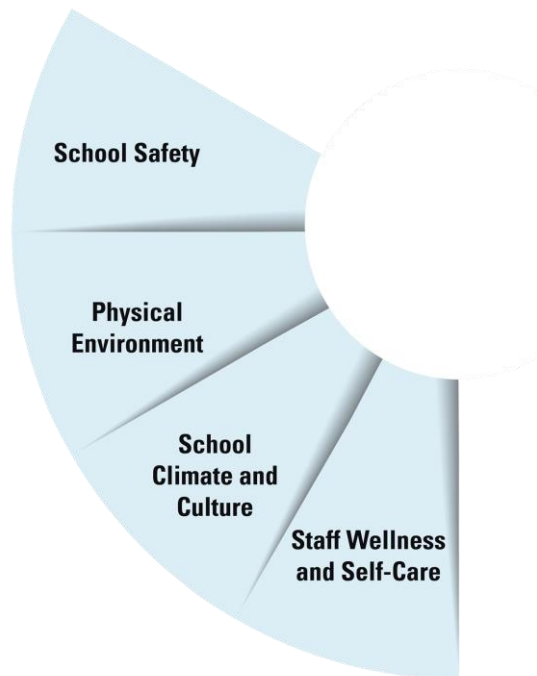 School Safety
Physical
Environment
School
Climate and
Culture
Staff Wellness
and Self-Care